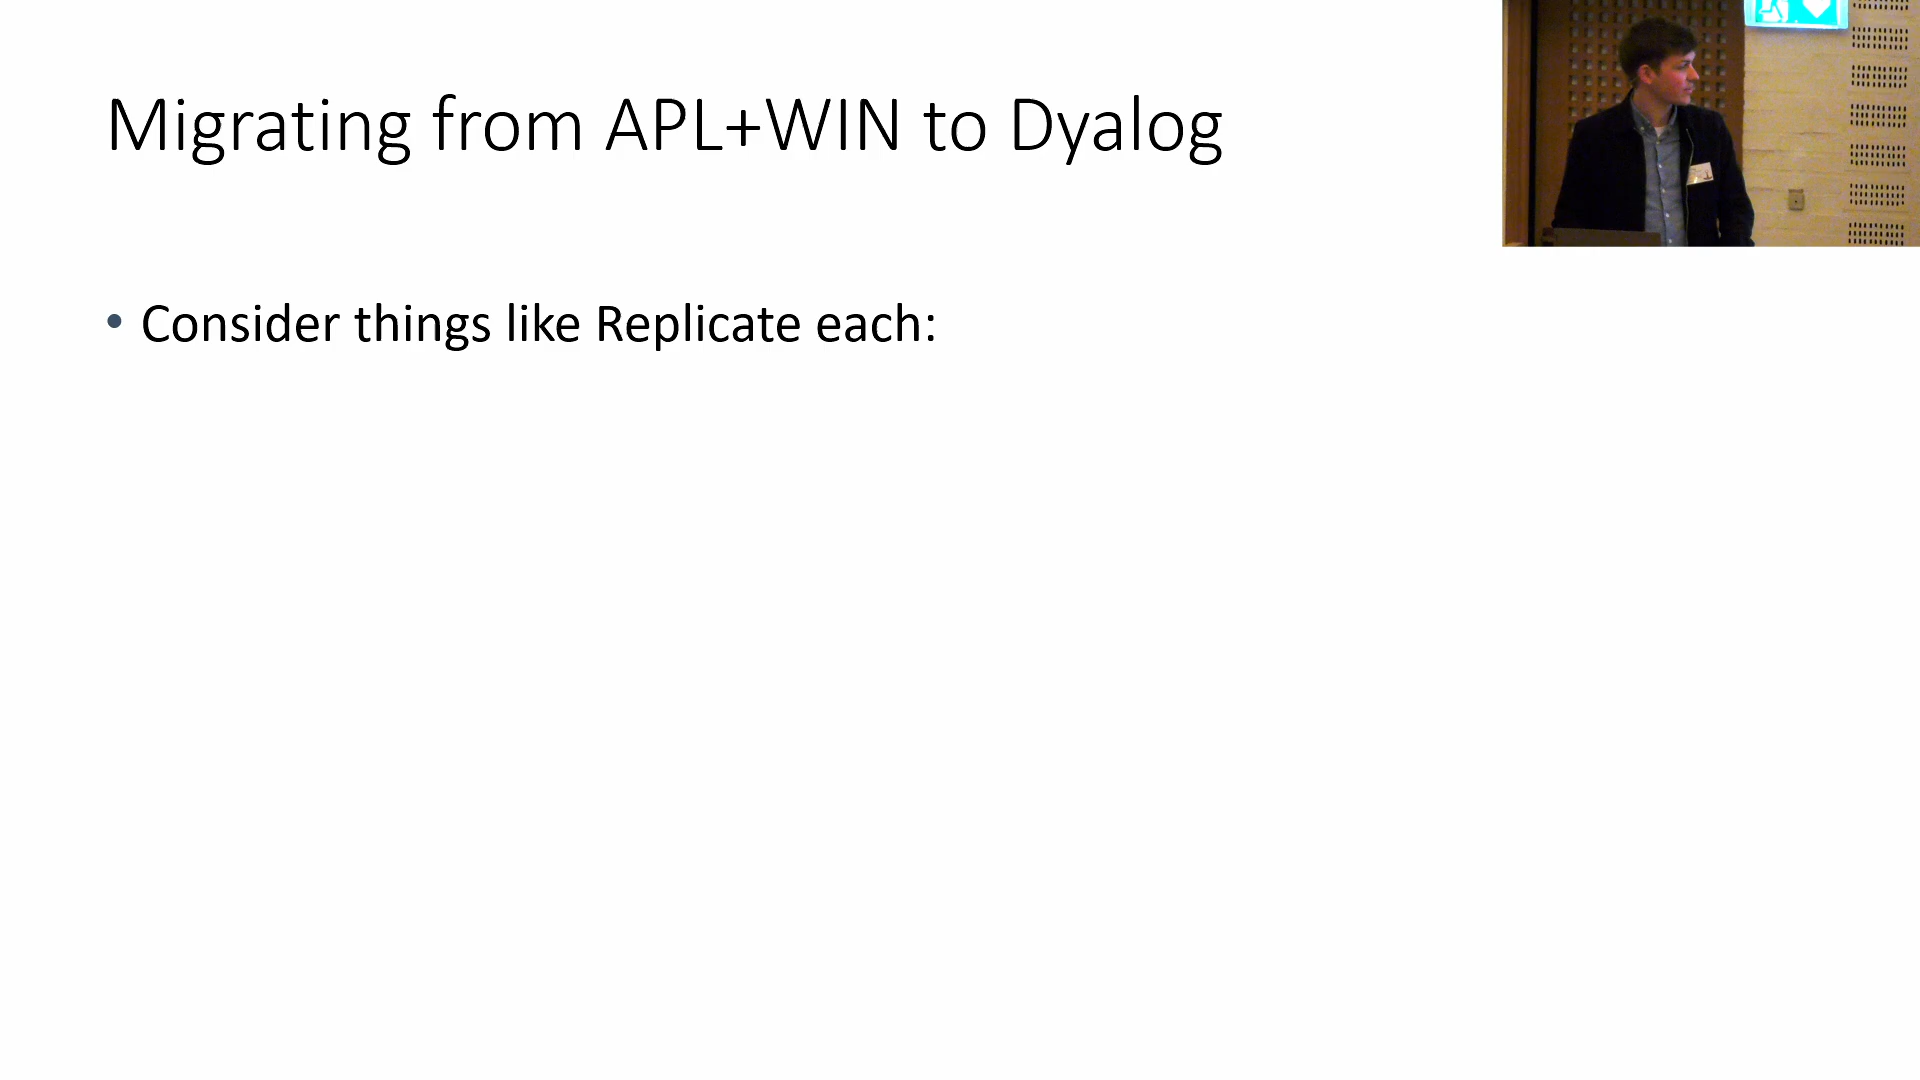 Migrating from APL+WIN to Dyalog
• Consider things like Replicate each: